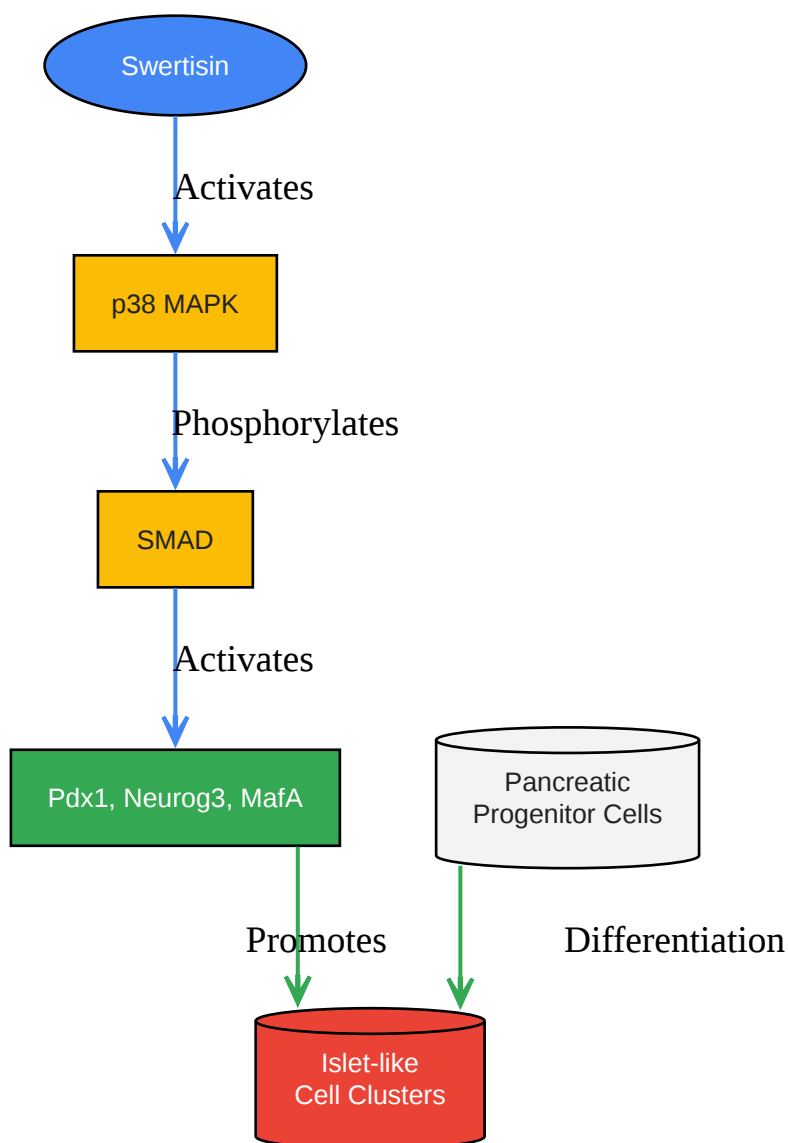 Swertisin
Activates
p38 MAPK
Phosphorylates
SMAD
Activates
Pdx1, Neurog3, MafA
Pancreatic
Progenitor Cells
Promotes
Differentiation
Islet-like
Cell Clusters